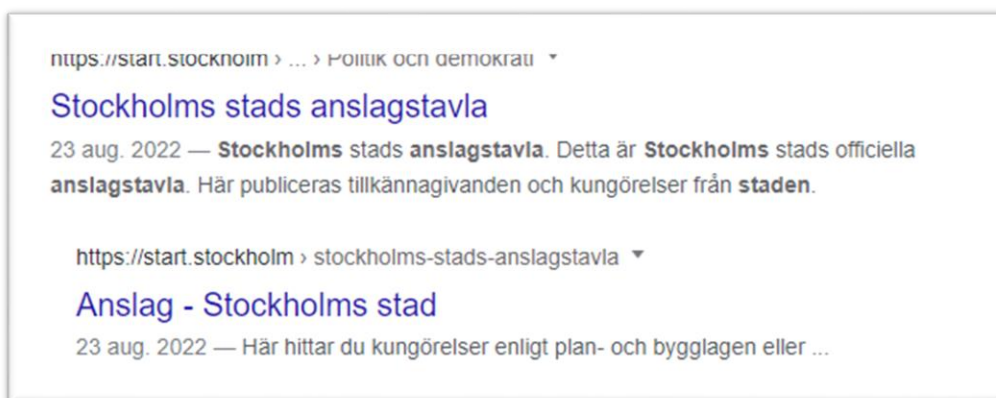 https://start.stockholm › ... › Politik och demokrati
Stockholms stads anslagstavla
23 aug. 2022 — Stockholms stads anslagstavla. Detta är Stockholms stads officiella
anslagstavla. Här publiceras tillkännagivanden och kungörelser från staden.
https://start.stockholm › stockholms-stads-anslagstavla
Anslag - Stockholms stad
23 aug. 2022 — Här hittar du kungörelser enligt plan- och bygglagen eller ...